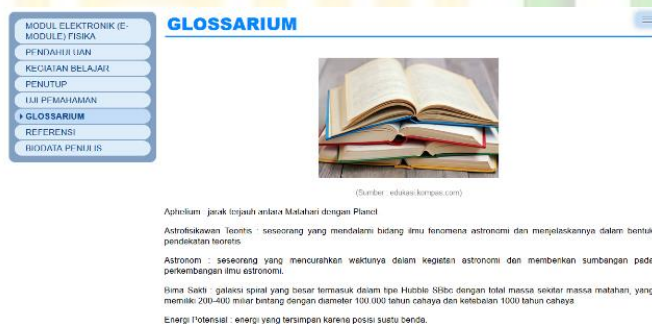 MODUL ELEKTRONIK (E-
MODULE) FISIKA
PENDAHULUAN
KEGIATAN BELAJAR
PENUTUP
UJI PEMAHAMAN
GLOSSARIUM
REFERENSI
BIODATA PENULIS
GLOSSARIUM
(Sumber : edukasi.kompas.com)
Aphelium : jarak terjauh antara Matahari dengan Planet
Astrofisikawan Teoritis : seseorang yang mendalami bidang ilmu fenomena astronomi dan menjelaskannya dalam bentuk
pendekatan teoretis
Astronom : seseorang yang mencurahkan waktunya dalam kegiatan astronomi dan memberikan sumbangan pada
perkembangan ilmu astronomi.
Bima Sakti : galaksi spiral yang besar termasuk dalam tipe Hubble SBbc dengan total massa sekitar massa matahari, yang
memiliki 200-400 miliar bintang dengan diameter 100.000 tahun cahaya dan ketebalan 1000 tahun cahaya
Energi Potensial : energi yang tersimpan karena posisi suatu benda.